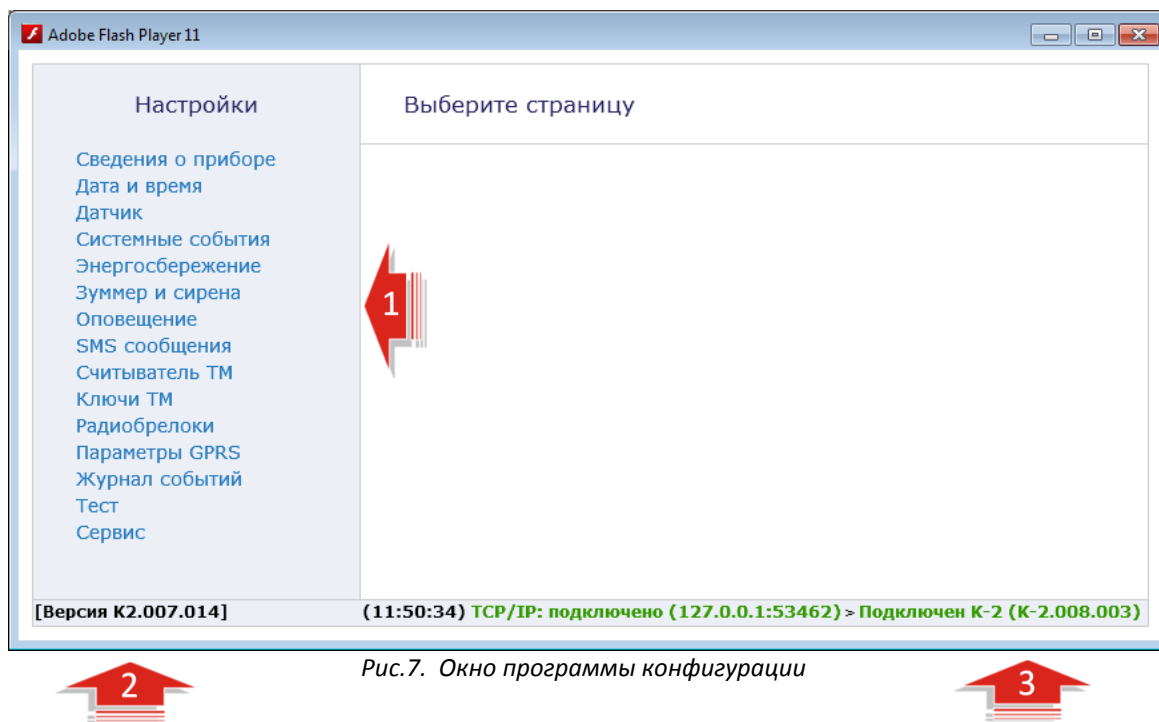 Adobe Flash Player 11
Настройки
Выберите страницу
Сведения о приборе
Дата и время
Датчик
Системные события
Энергосбережение
Зуммер и сирена
Оповещение
SMS сообщения
Считыватель ТМ
Ключи ТМ
Радиобрелоки
Параметры GPRS
Журнал событий
Тест
Сервис
1
[Версия К2.007.014]
(11:50:34) TCP/IP: подключено (127.0.0.1:53462) > Подключен К-2 (К-2.008.003)
Рис.7. Окно программы конфигурации
2
3